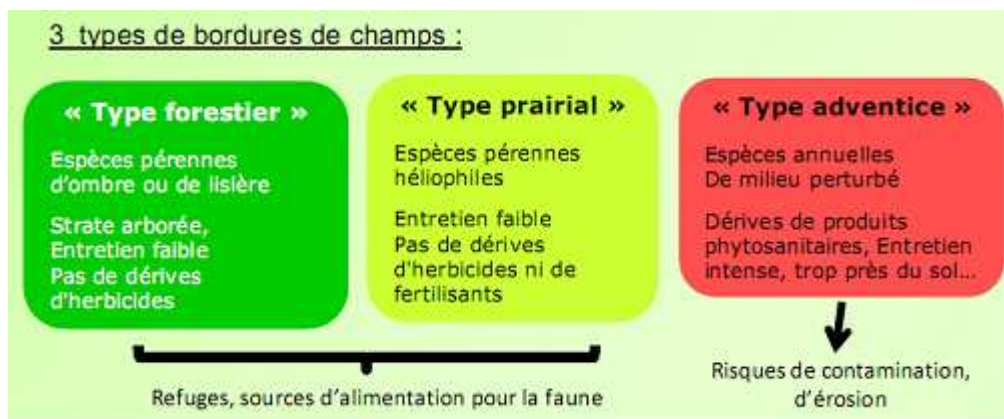 3 types de bordures de champs :
« Type forestier »
Espèces pérennes
d'ombre ou de lisière
Strate arborée,
Entretien faible
Pas de dérives
d'herbicides
« Type prairial »
Espèces pérennes
héliophiles
Entretien faible
Pas de dérives
d'herbicides ni de
fertilisants
« Type adventice »
Espèces annuelles
De milieu perturbé
Dérives de produits
phytosanitaires, Entretien
intense, trop près du sol...
Refuges, sources d'alimentation pour la faune
Risques de contamination,
d'érosion